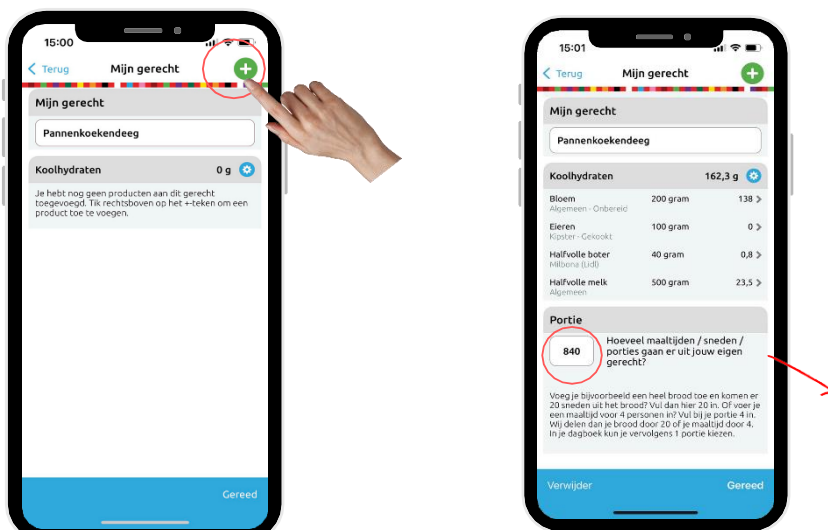 15:00
Terug Mijn gerecht
Mijn gerecht
Pannenkoekendeeg
Koolhydraten 0 g
Je hebt nog geen producten aan dit gerecht
toegevoegd. Tik rechtsboven op het +-teken om een
product toe te voegen.
Gereed
15:01
Terug Mijn gerecht
Mijn gerecht
Pannenkoekendeeg
Koolhydraten 162,3 g
Bloem 200 gram 138
Algemeen - Onbereid
Eieren 100 gram 0
Kipster - Gekookt
Halfvolle boter 40 gram 0,8
Milbona (Lidl)
Halfvolle melk 500 gram 23,5
Algemeen
Portie
840
Hoeveel maaltijden / sneden /
porties gaan er uit jouw eigen
gerecht?
Voeg je bijvoorbeeld een heel brood toe en komen er
20 sneden uit het brood? Vul dan hier 20 in. Of voer je
een maaltijd voor 4 personen in? Vul bij je portie 4 in.
Wij delen dan je brood door 20 of je maaltijd door 4.
In je dagboek kun je vervolgens 1 portie kiezen.
Verwijder Gereed